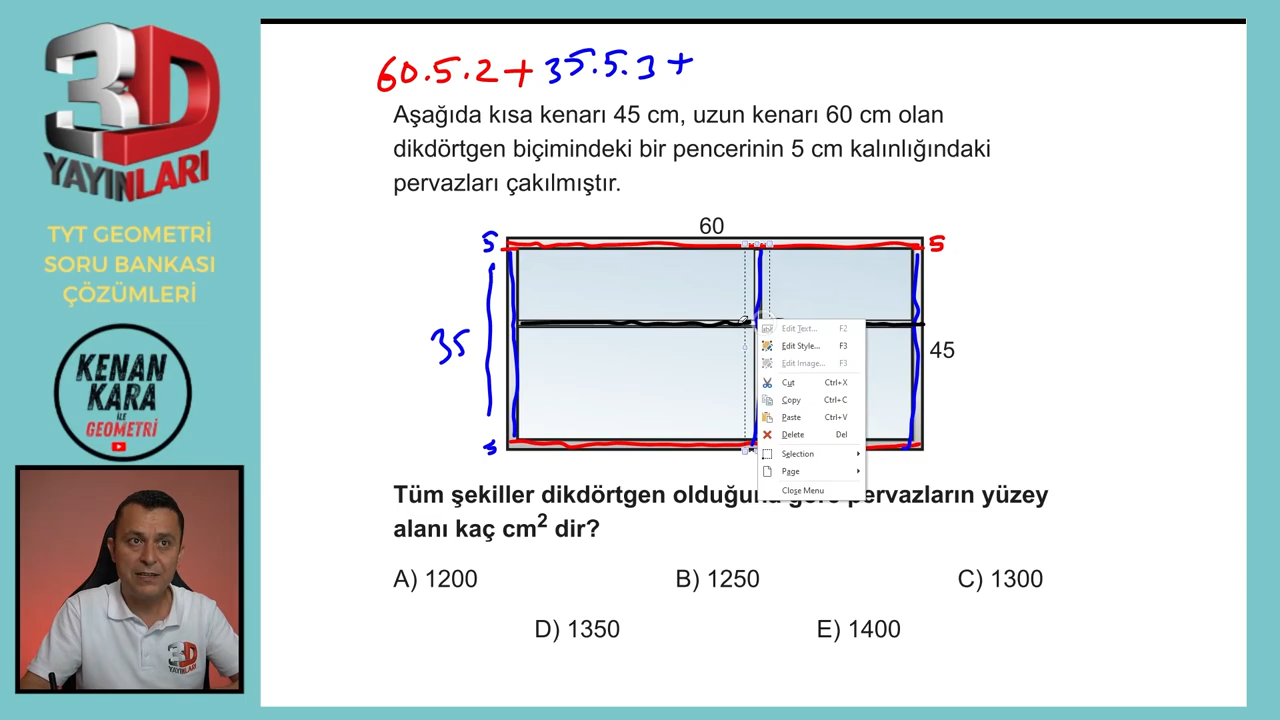 3D
YAYINLARI
TYT GEOMETRİ
SORU BANKASI
ÇÖZÜMLERİ
KENAN
KARA
İLE
GEOMETRİ
3D
YAYINLARI
60.5.2+35.5.3+
Aşağıda kısa kenarı 45 cm, uzun kenarı 60 cm olan
dikdörtgen biçimindeki bir pencerinin 5 cm kalınlığındaki
pervazları çakılmıştır.
60
5
5
35
45
5
Edit Text... F2
Edit Style... F3
Edit Image... F3
Cut Ctrl+X
Copy Ctrl+C
Paste Ctrl+V
Delete Del
Selection
Page
Close Menu
Tüm şekiller dikdörtgen olduğuna göre pervazların yüzey
alanı kaç cm² dir?
A) 1200 B) 1250 C) 1300
D) 1350 E) 1400